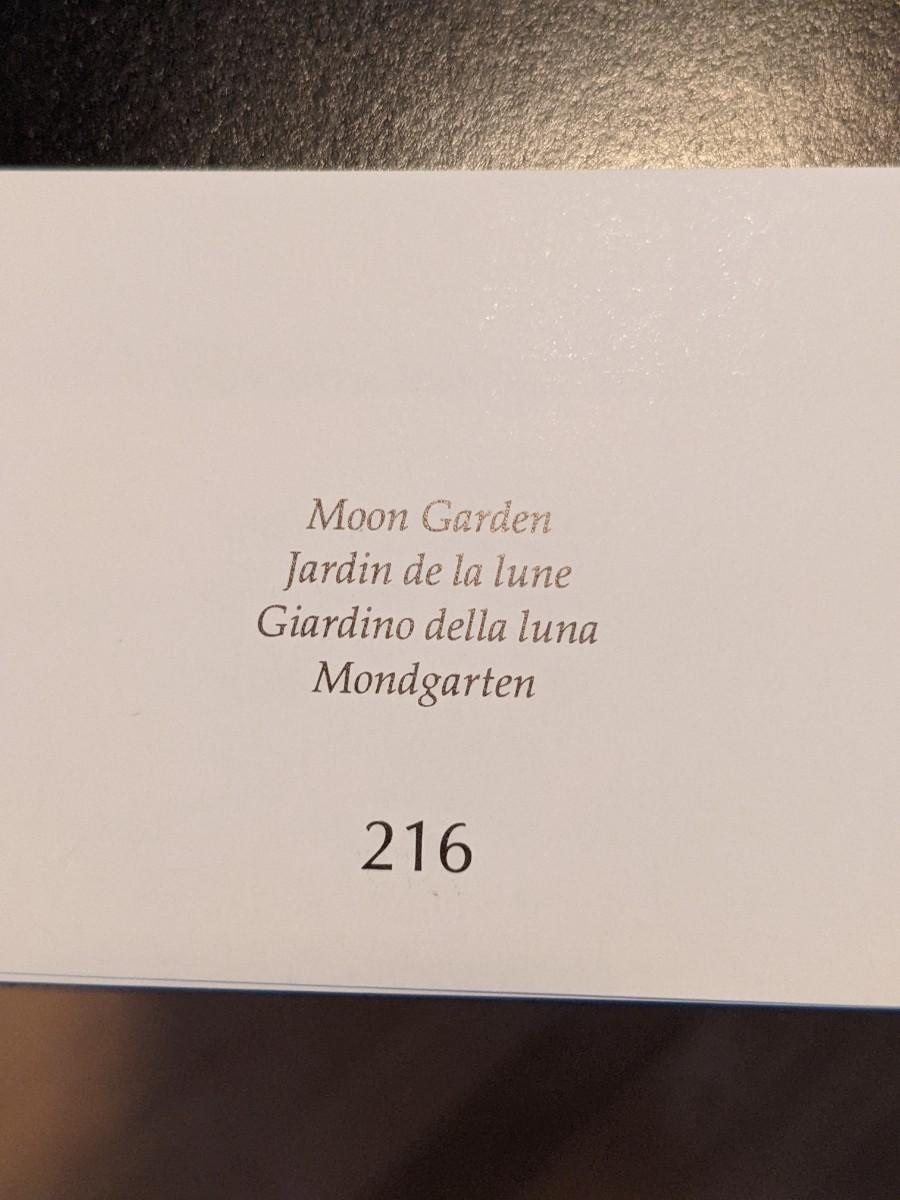 Moon Garden
Jardin de la lune
Giardino della luna
Mondgarten
216